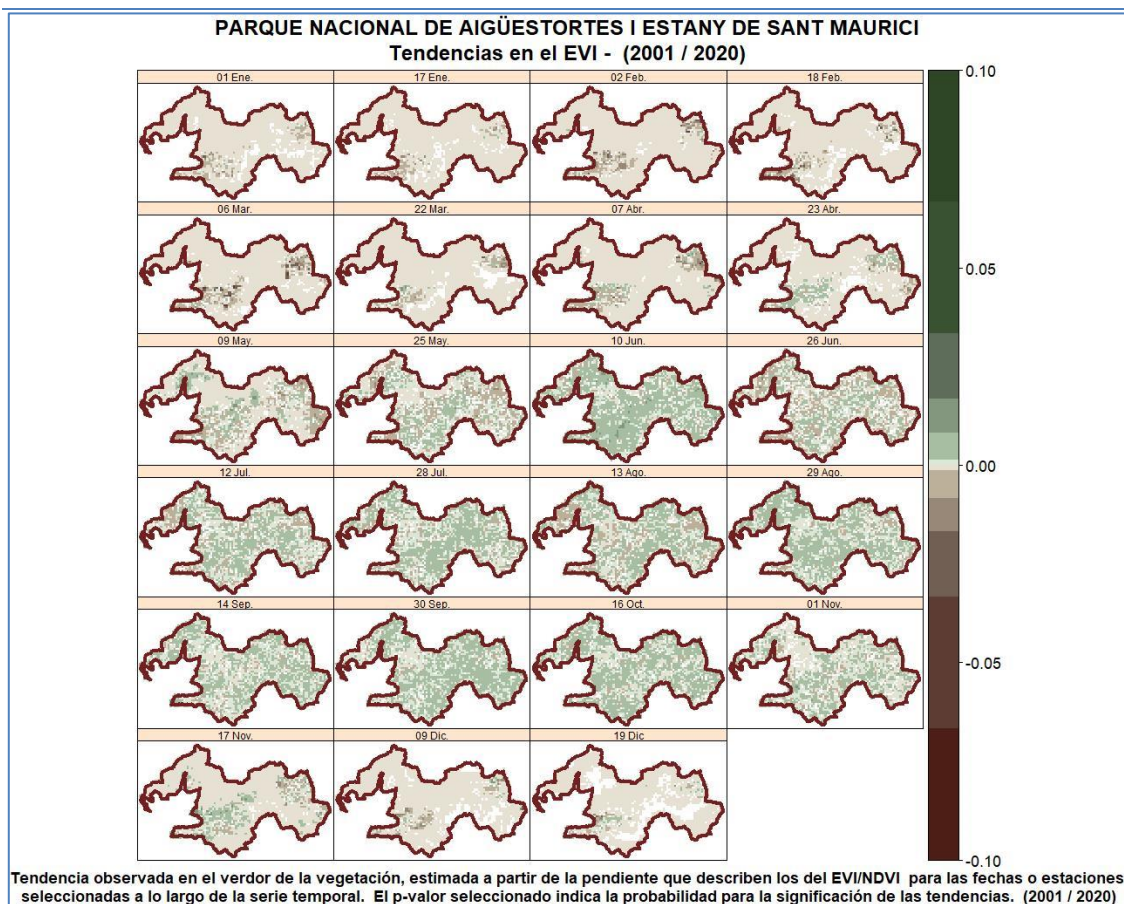 PARQUE NACIONAL DE AIGÜESTORTES I ESTANY DE SANT MAURICI
Tendencias en el EVI - (2001 / 2020)
01 Ene. 17 Ene. 02 Feb. 18 Feb.
0.10
06 Mar. 22 Mar. 07 Abr. 23 Abr.
0.05
09 May. 25 May. 10 Jun. 26 Jun.
0.00
12 Jul. 28 Jul. 13 Ago. 29 Ago.
14 Sep. 30 Sep. 16 Oct. 01 Nov.
-0.05
17 Nov. 09 Dic. 19 Dic
-0.10
Tendencia observada en el verdor de la vegetación, estimada a partir de la pendiente que describen los del EVI/NDVI para las fechas o estaciones
seleccionadas a lo largo de la serie temporal. El p-valor seleccionado indica la probabilidad para la significación de las tendencias. (2001 / 2020)